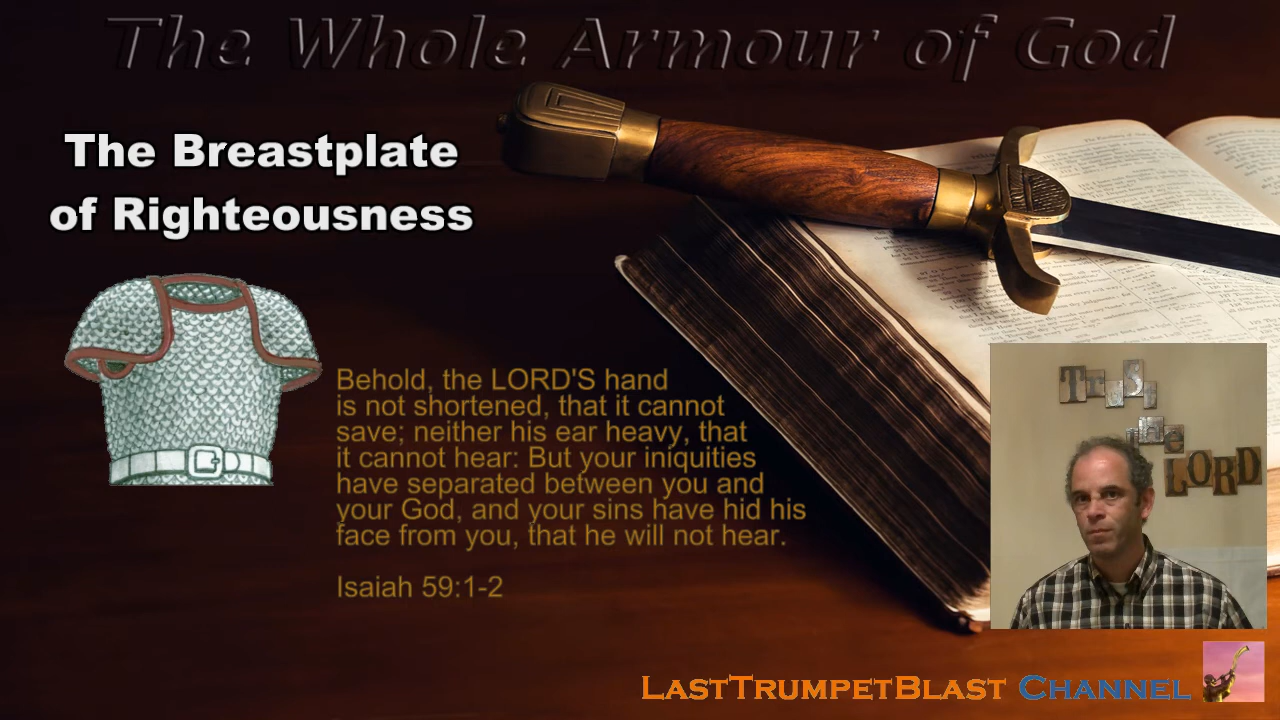 The Whole Armour of God
The Breastplate
of Righteousness
Behold, the LORD'S hand
is not shortened, that it cannot
save; neither his ear heavy, that
it cannot hear: But your iniquities
have separated between you and
your God, and your sins have hid his
face from you, that he will not hear.
Isaiah 59:1-2
TruST
the
LORD
LASTTRUMPETBLAST CHANNEL